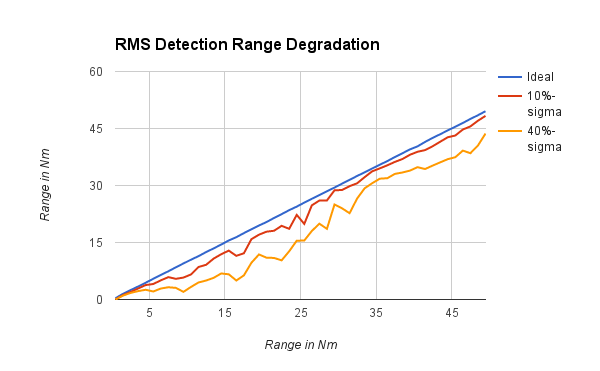 RMS Detection Range Degradation
60
45
30
15
0
Range in Nm
5 15 25 35 45
Range in Nm
Ideal
10%-
sigma
40%-
sigma